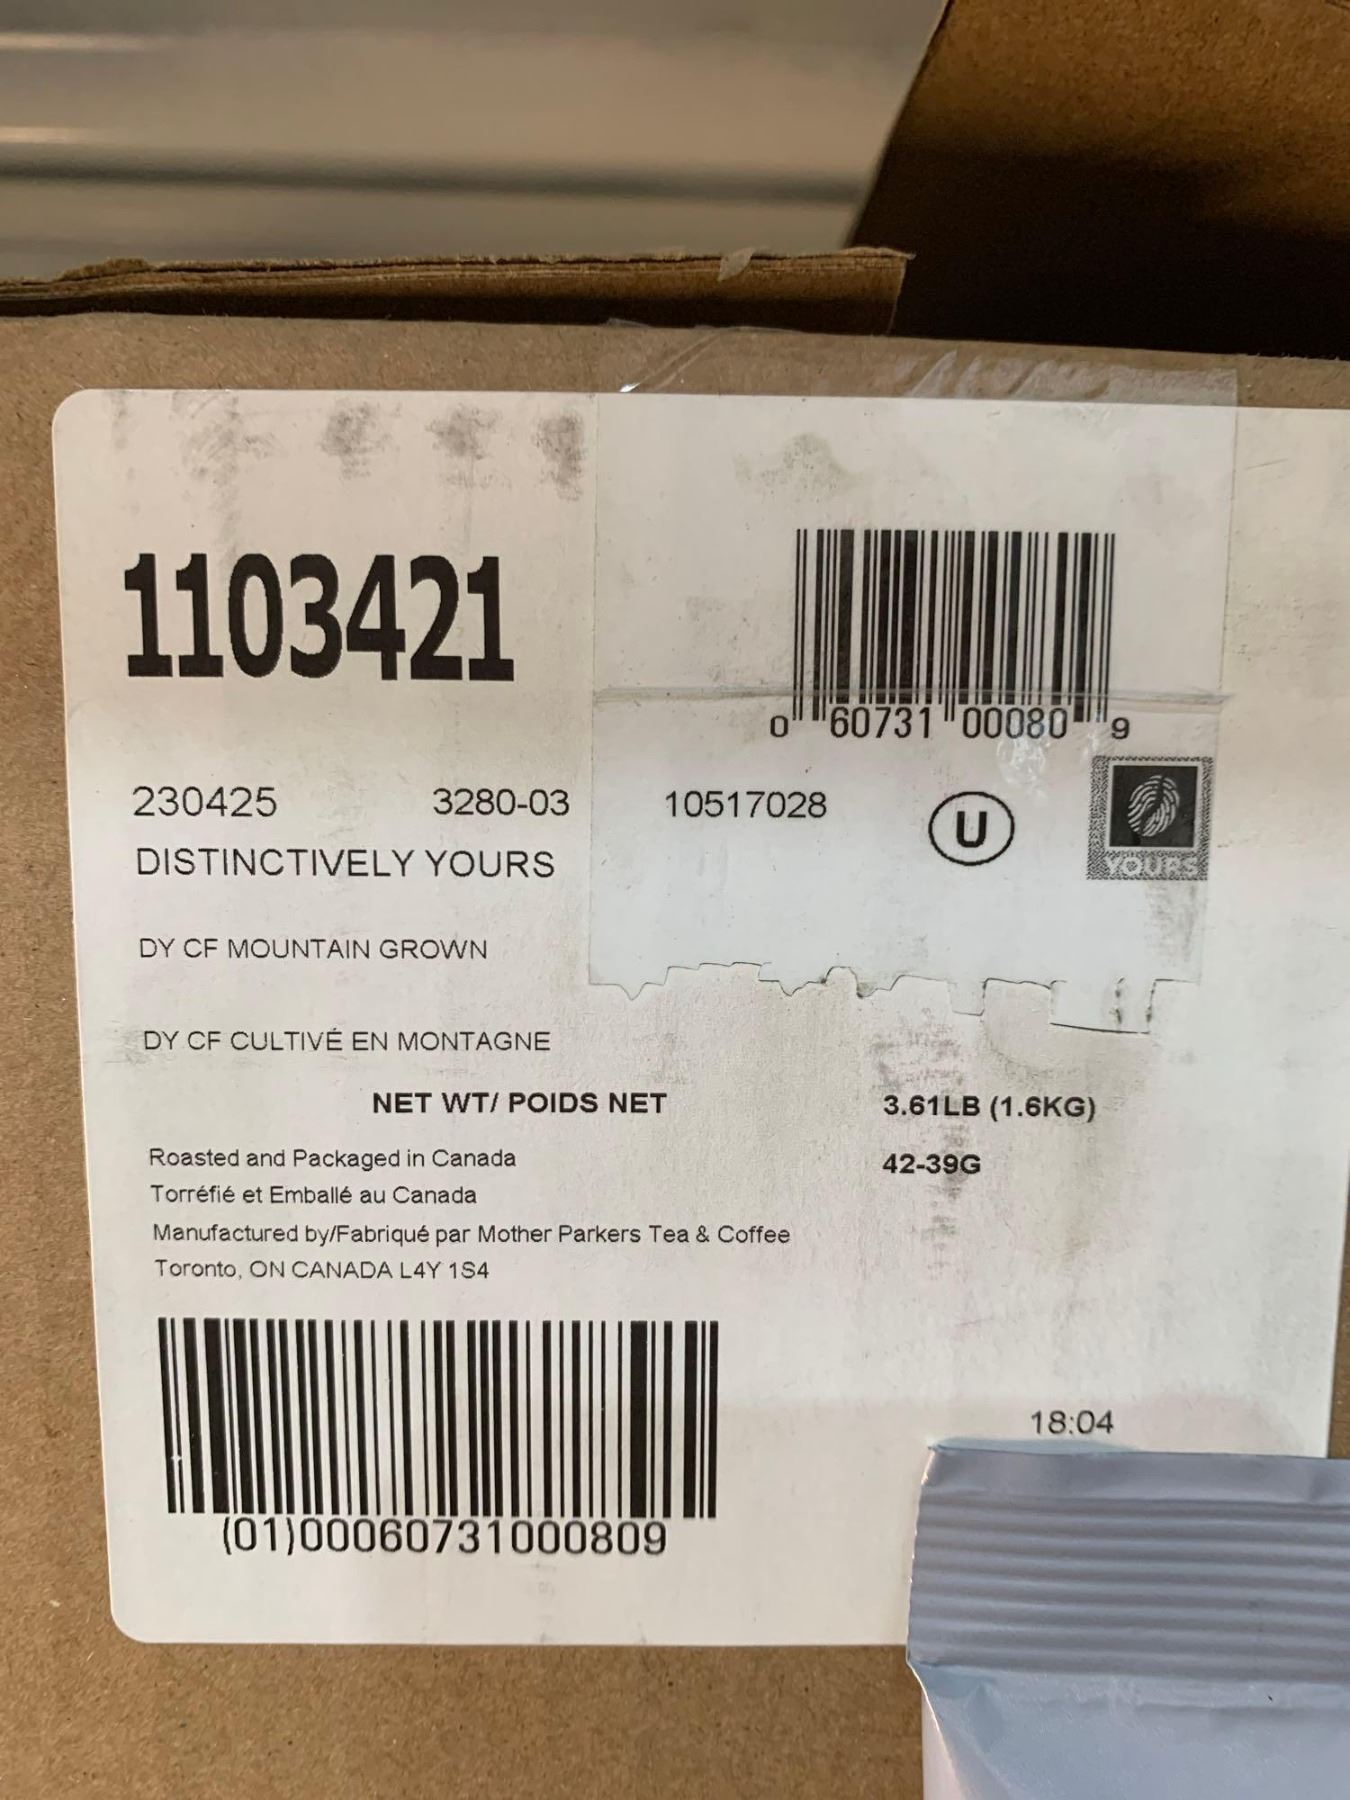 1103421
0 60731 00080 9
230425 3280-03 10517028
U
YOURS
DISTINCTIVELY YOURS
DY CF MOUNTAIN GROWN
DY CF CULTIVÉ EN MONTAGNE
NET WT/ POIDS NET 3.61LB (1.6KG)
42-39G
Roasted and Packaged in Canada
Torréfié et Emballé au Canada
Manufactured by/Fabriqué par Mother Parkers Tea & Coffee
Toronto, ON CANADA L4Y 1S4
18:04
(01)00060731000809